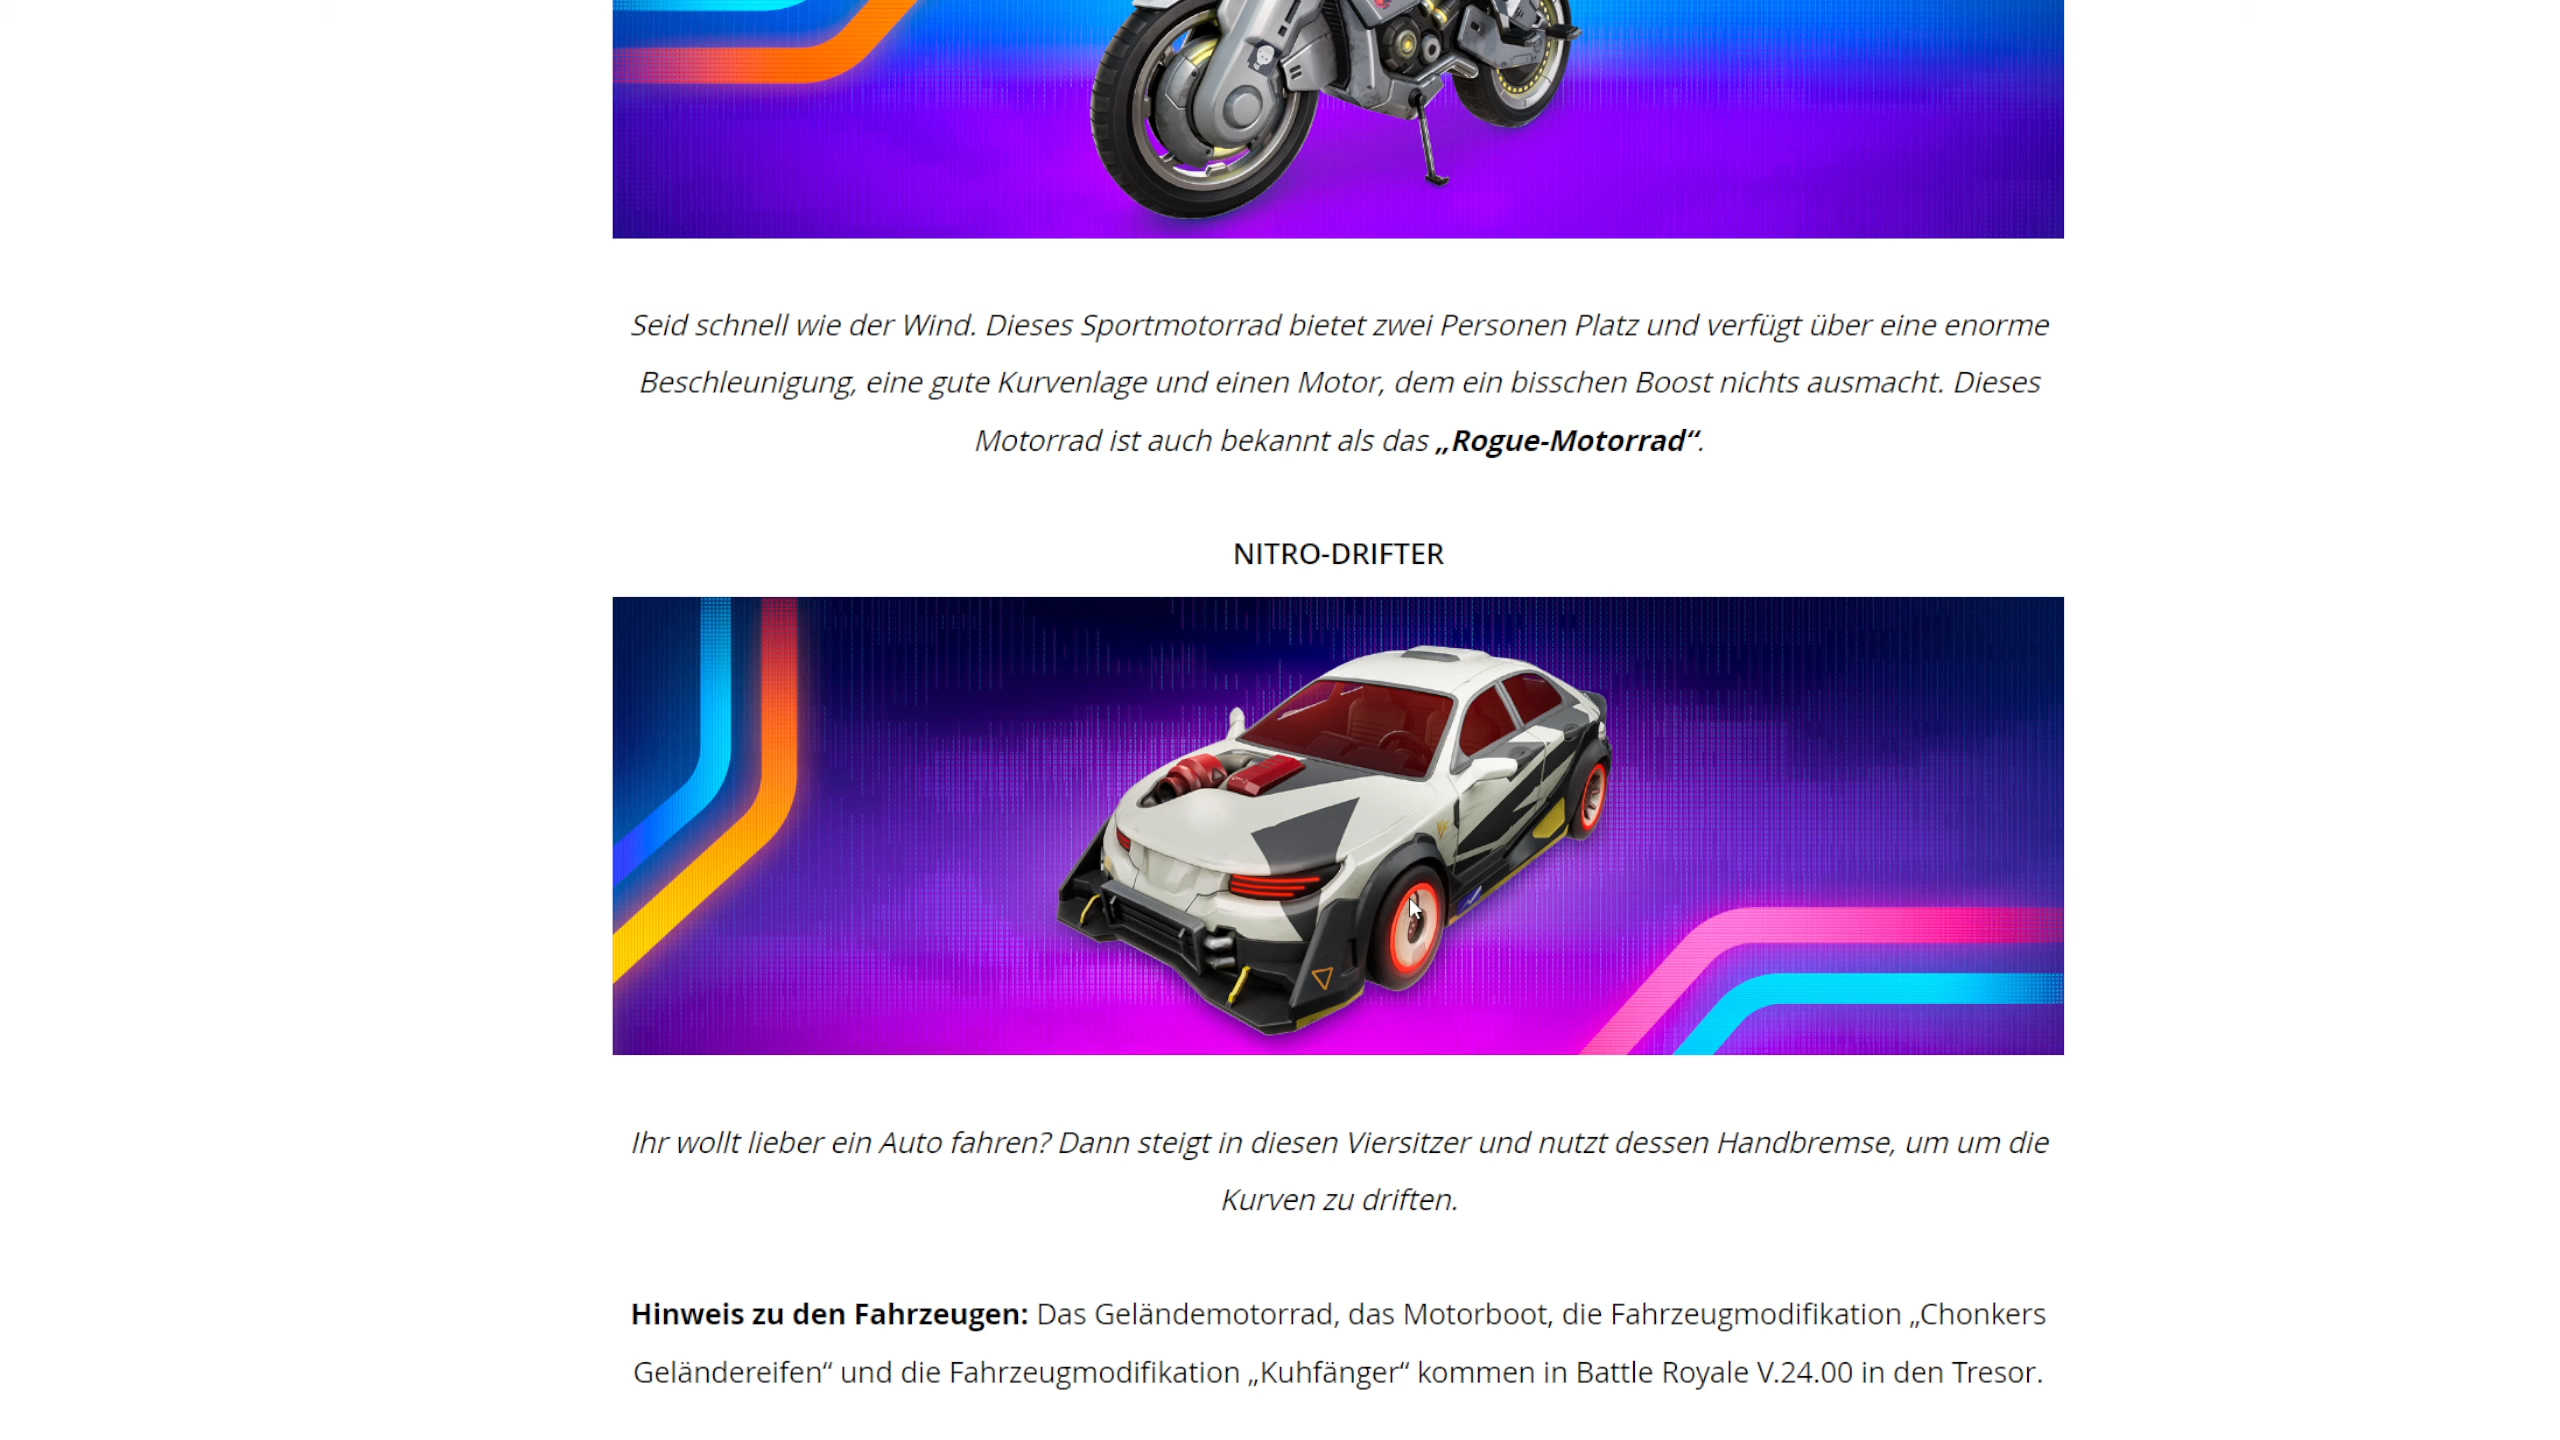 Seid schnell wie der Wind. Dieses Sportmotorrad bietet zwei Personen Platz und verfügt über eine enorme
Beschleunigung, eine gute Kurvenlage und einen Motor, dem ein bisschen Boost nichts ausmacht. Dieses
Motorrad ist auch bekannt als das „Rogue-Motorrad“.
NITRO-DRIFTER
Ihr wollt lieber ein Auto fahren? Dann steigt in diesen Viersitzer und nutzt dessen Handbremse, um um die
Kurven zu driften.
Hinweis zu den Fahrzeugen: Das Geländemotorrad, das Motorboot, die Fahrzeugmodifikation „Chonkers
Geländereifen“ und die Fahrzeugmodifikation „Kuhfänger“ kommen in Battle Royale V.24.00 in den Tresor.